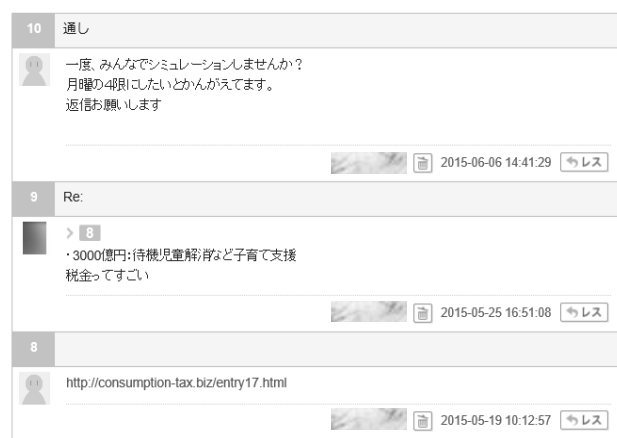 10 通し
一度、みんなでシミュレーションしませんか？
月曜の4限にしたいとかんがえてます。
返信お願いします
2015-06-06 14:41:29 レス
9 Re:
> 8
・3000億円:待機児童解消など子育て支援
税金ってすごい
2015-05-25 16:51:08 レス
8
http://consumption-tax.biz/entry17.html
2015-05-19 10:12:57 レス